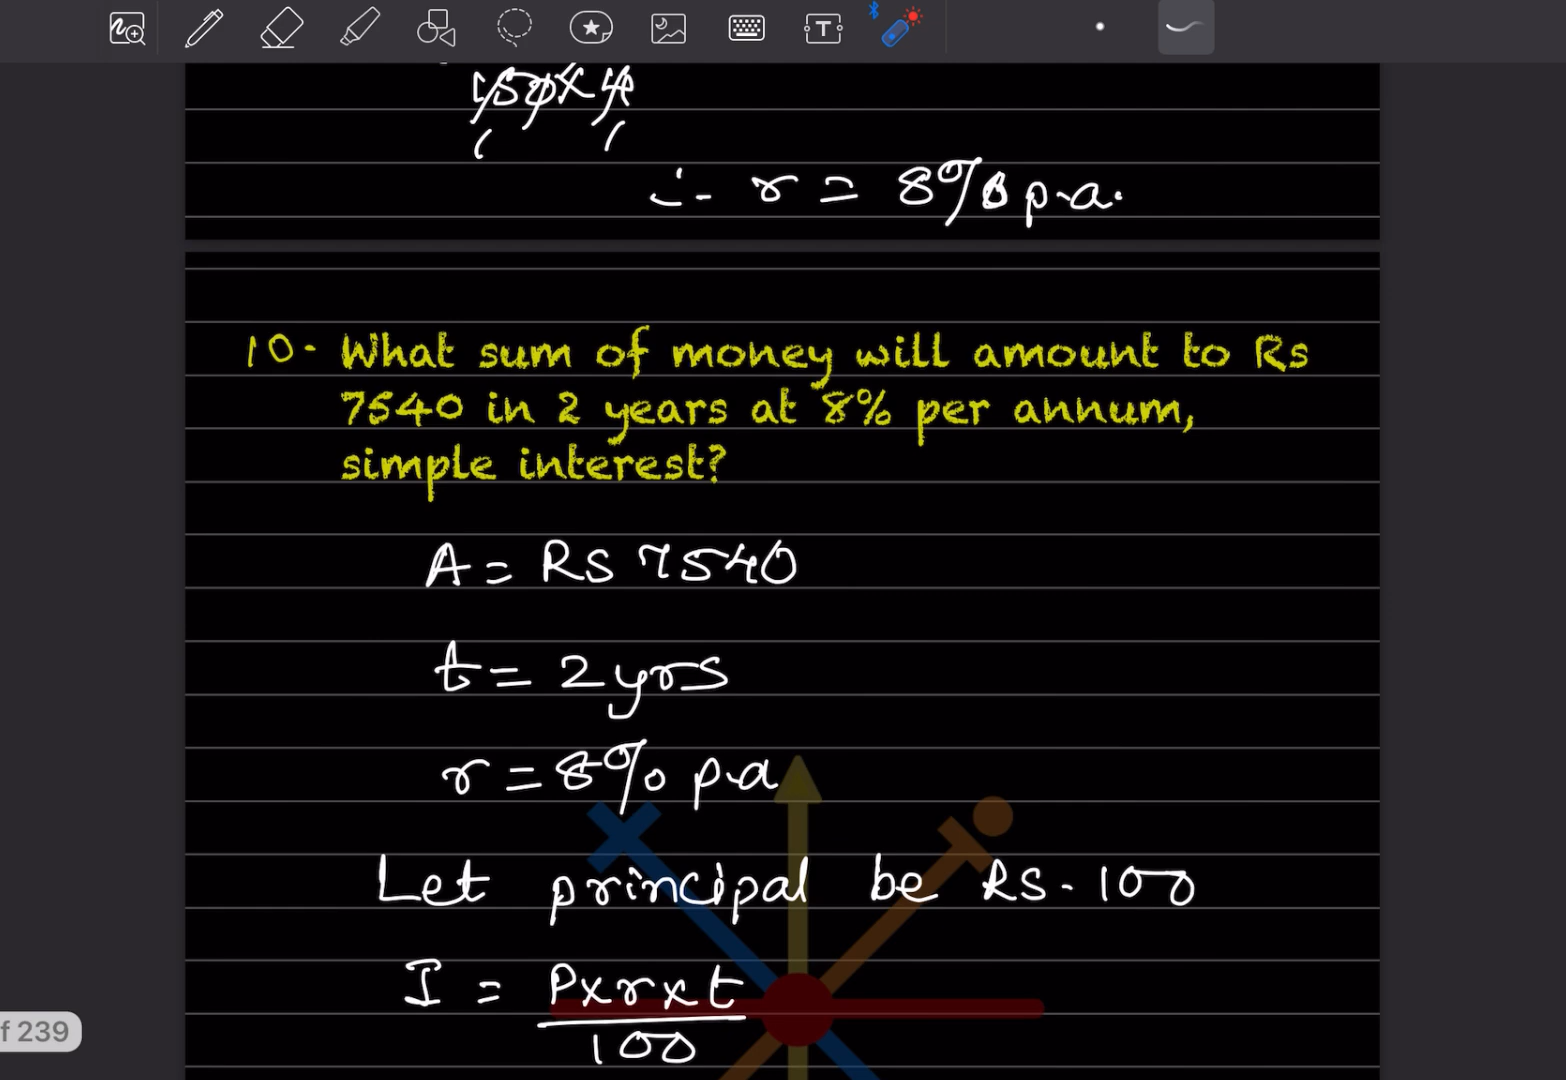 ∴ r = 8% p.a.
10. What sum of money will amount to Rs
7540 in 2 years at 8% per annum,
simple interest?
A = Rs 7540
t = 2 yrs
r = 8% p.a
Let principal be Rs. 100
I = P x r x t
100
f 239